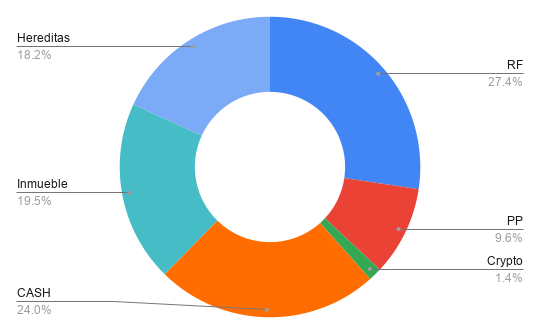 Hereditas
18.2%
RF
27.4%
Inmueble
19.5%
PP
9.6%
Crypto
1.4%
CASH
24.0%